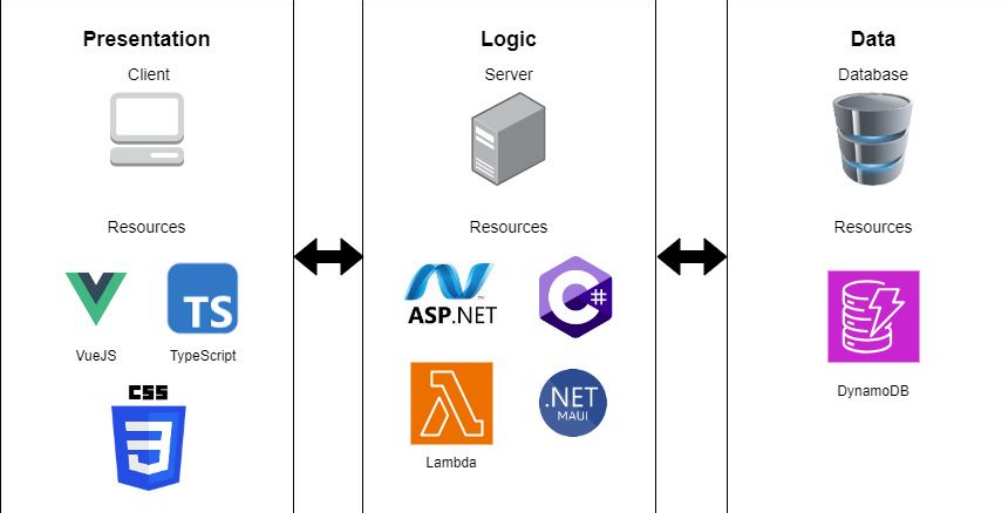 Presentation
Client
Resources
TS
VueJS
TypeScript
CSS
3
Logic
Server
Resources
ASP.NET
C#
Lambda
.NET
MAUI
Data
Database
Resources
DynamoDB